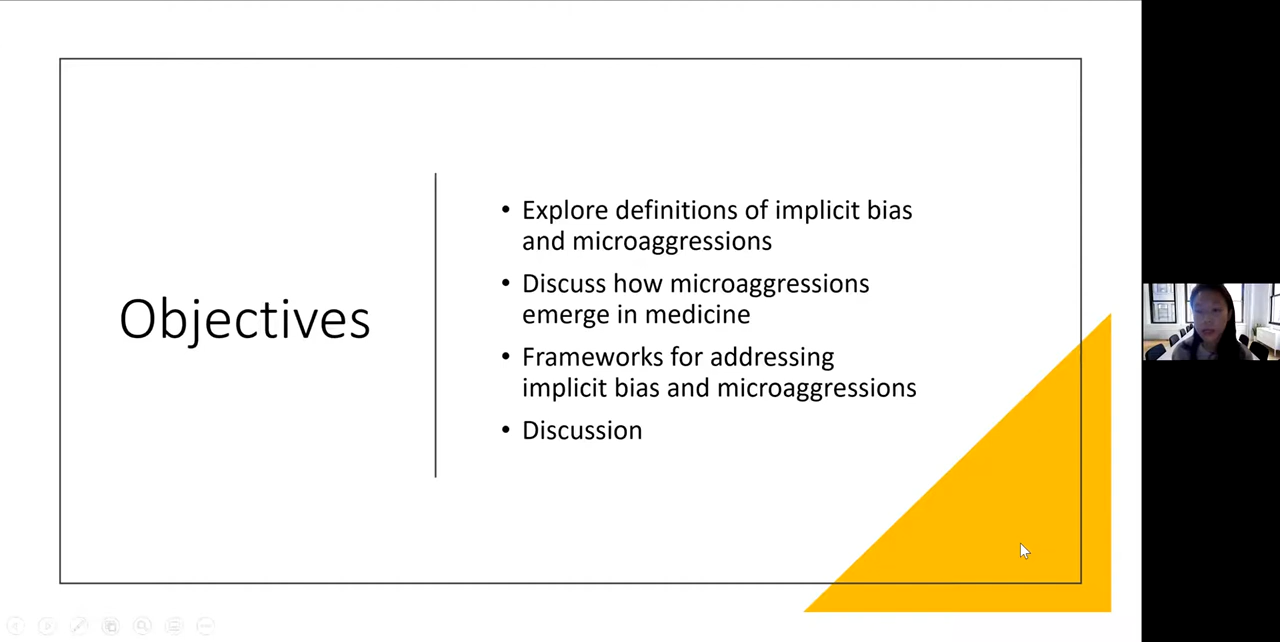 Objectives
• Explore definitions of implicit bias
and microaggressions
• Discuss how microaggressions
emerge in medicine
• Frameworks for addressing
implicit bias and microaggressions
• Discussion